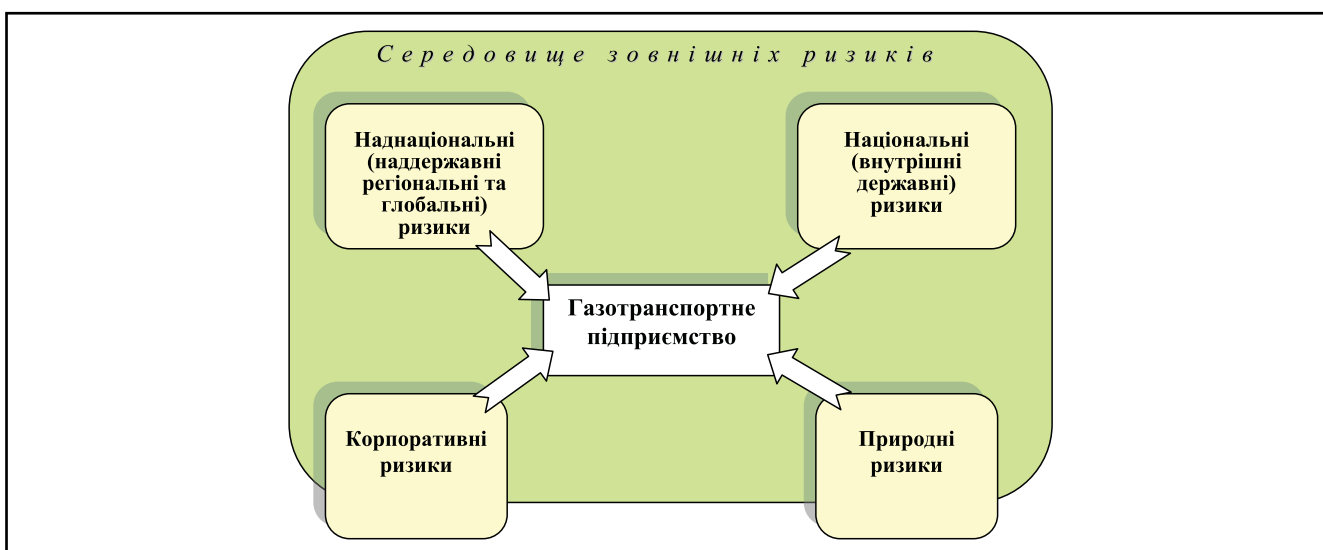 Середовище зовнішніх ризиків
Наднаціональні
(наддержавні
регіональні та
глобальні)
ризики
Національні
(внутрішні
державні)
ризики
Газотранспортне
підприємство
Корпоративні
ризики
Природні
ризики